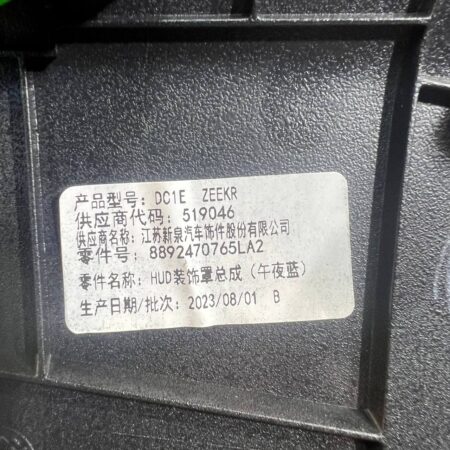 产品型号: DC1E ZEEKR
供应商代码: 519046
供应商名称: 江苏新泉汽车饰件股份有限公司
零件号: 8892470765LA2
零件名称: HUD装饰罩总成 (午夜蓝)
生产日期/批次: 2023/08/01 B